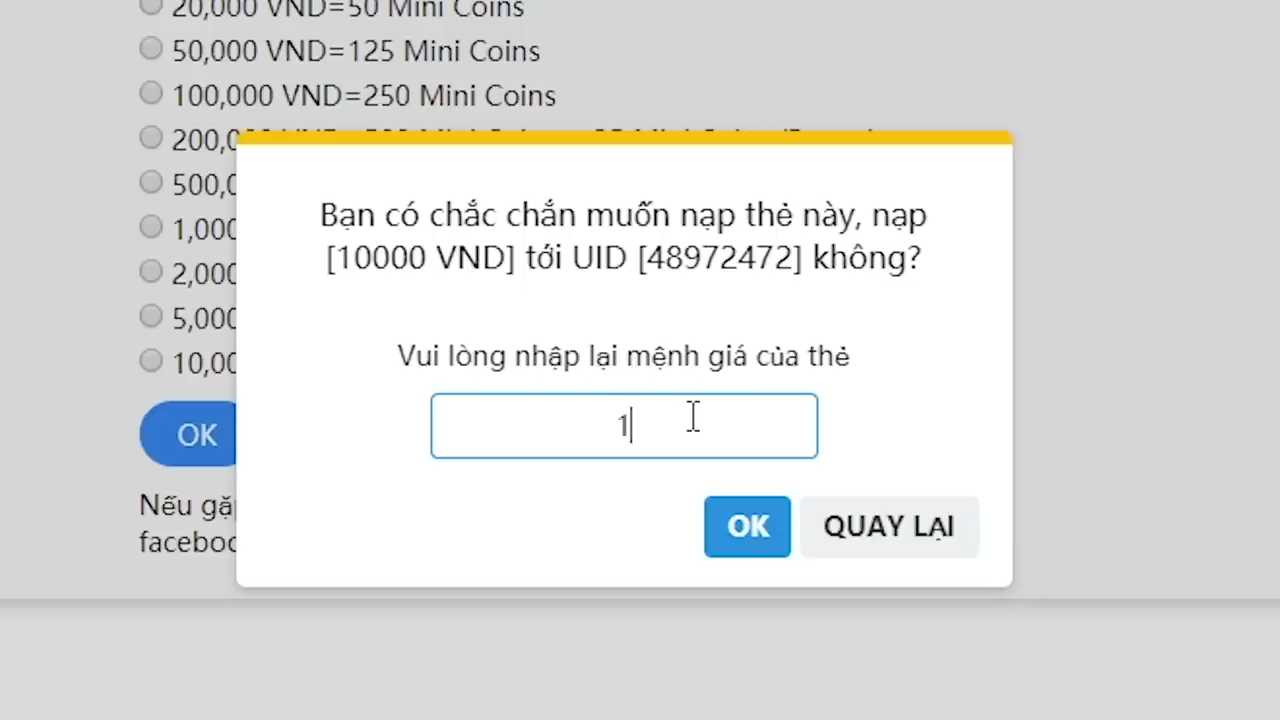 20,000 VND=50 Mini Coins
50,000 VND=125 Mini Coins
100,000 VND=250 Mini Coins
200,0
500,0
1,000
2,000
5,000
10,00
Bạn có chắc chắn muốn nạp thẻ này, nạp
[10000 VND] tới UID [48972472] không?
Vui lòng nhập lại mệnh giá của thẻ
1
OK
QUAY LẠI
OK
Nếu gặp
faceboo